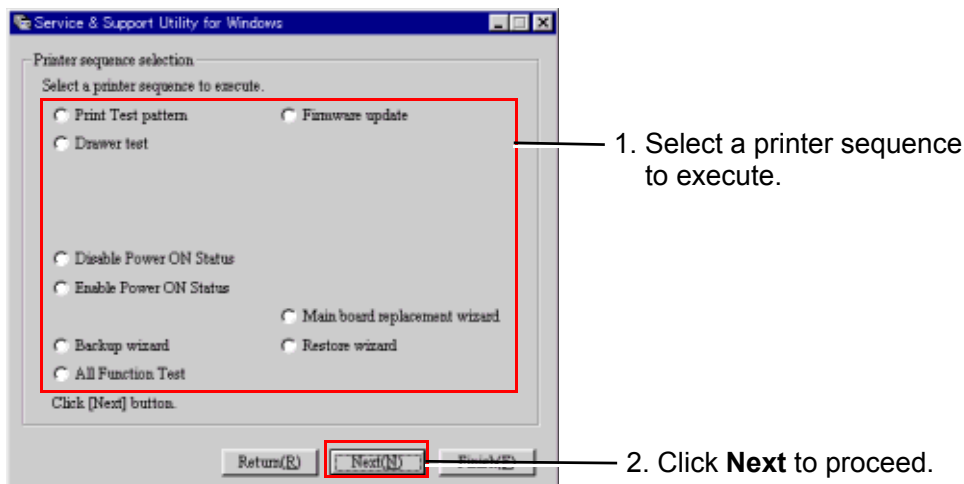 Service & Support Utility for Windows
Printer sequence selection
Select a printer sequence to execute.
Print Test pattern
Firmware update
Drawer test
1. Select a printer sequence
to execute.
Disable Power ON Status
Enable Power ON Status
Main board replacement wizard
Backup wizard
Restore wizard
All Function Test
Click [Next] button.
Return(R)
Next(N)
Finish(E)
2. Click Next to proceed.